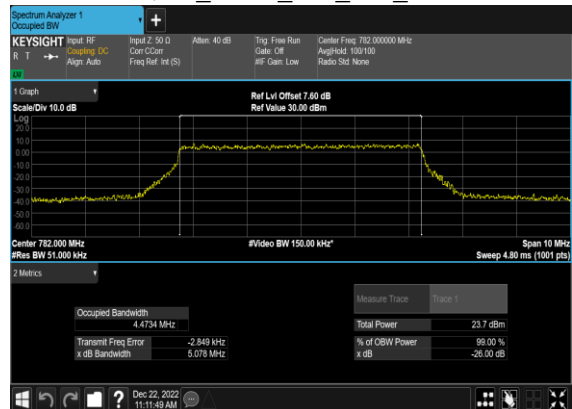 Spectrum Analyzer 1
Occupied BW
+
KEYSIGHT
R T
Input: RF
Coupling: DC
Align: Auto
Input Z: 50 Ω
Corr CCorr
Freq Ref: Int (S)
Atten: 40 dB
Trig: Free Run
Gate: Off
#IF Gain: Low
Center Freq: 782.000000 MHz
Avg|Hold: 100/100
Radio Std: None
1 Graph
Scale/Div 10.0 dB
Ref Lvl Offset 7.60 dB
Ref Value 30.00 dBm
Log
20.0
10.0
0.00
-10.0
-20.0
-30.0
-40.0
-50.0
-60.0
Center 782.000 MHz
#Video BW 150.00 kHz*
Span 10 MHz
#Res BW 51.000 kHz
Sweep 4.80 ms (1001 pts)
2 Metrics
Measure Trace Trace 1
Occupied Bandwidth
4.4734 MHz
Total Power 23.7 dBm
Transmit Freq Error -2.849 kHz
% of OBW Power 99.00 %
x dB Bandwidth 5.078 MHz
x dB -26.00 dB
?
Dec 22, 2022
11:11:49 AM